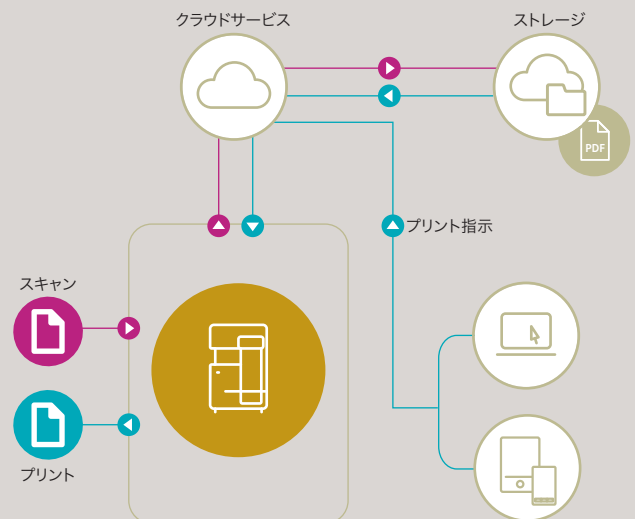 クラウドサービス
ストレージ
PDF
プリント指示
スキャン
プリント